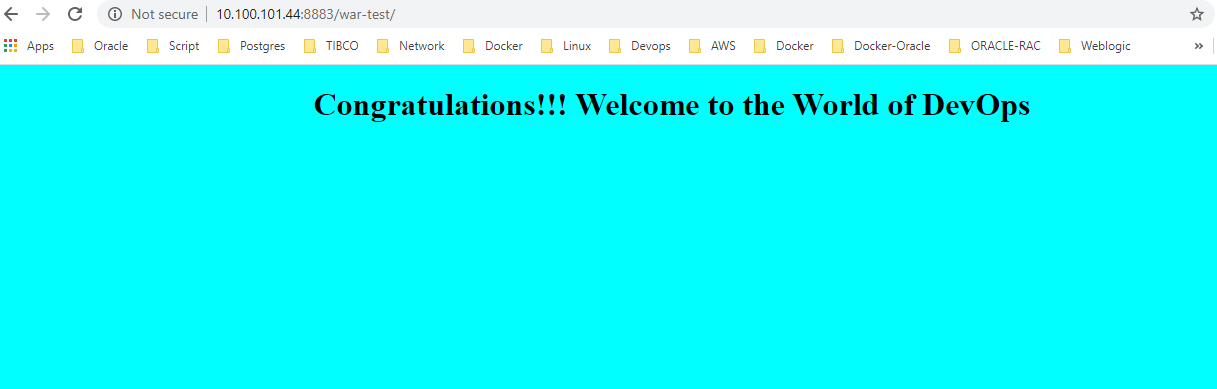 Not secure 10.100.101.44:8883/war-test/
Apps Oracle Script Postgres TIBCO Network Docker Linux Devops AWS Docker Docker-Oracle ORACLE-RAC Weblogic »
Congratulations!!! Welcome to the World of DevOps